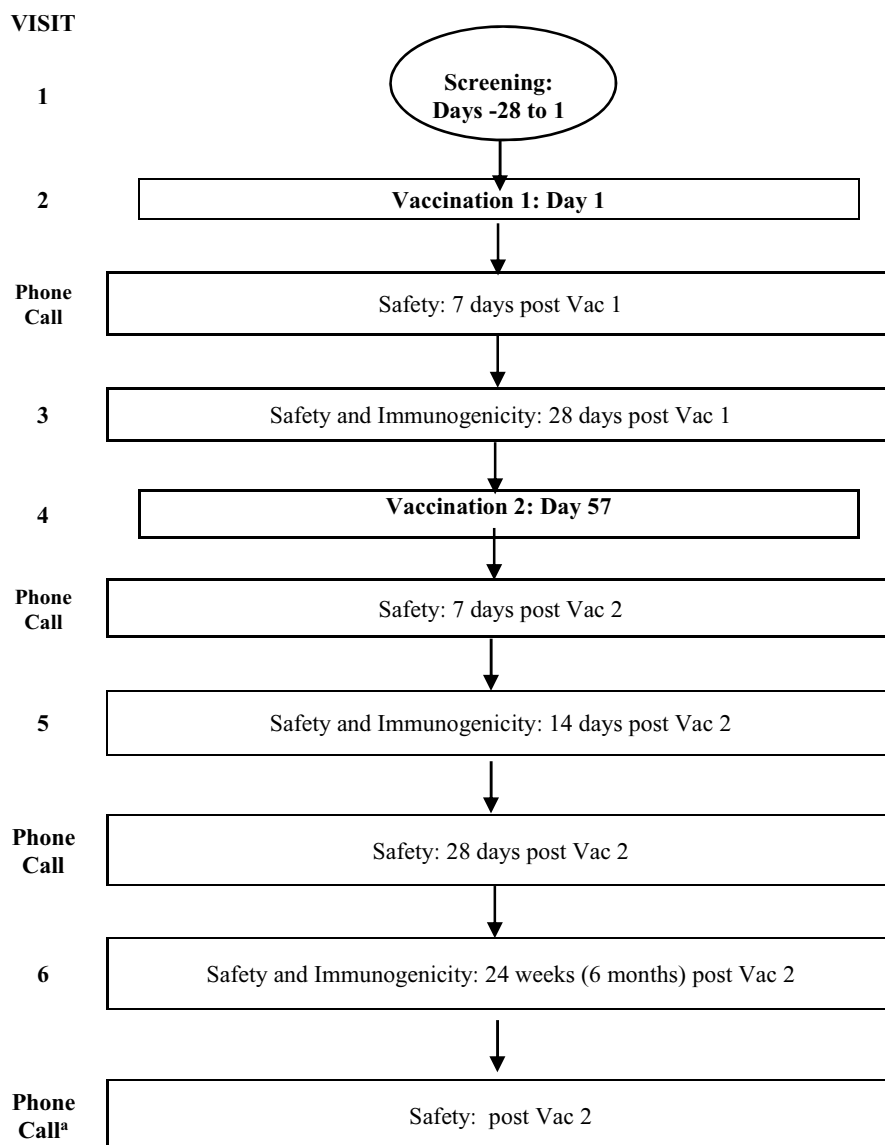 VISIT
1
Screening:
Days -28 to 1
2
Vaccination 1: Day 1
Phone
Call
Safety: 7 days post Vac 1
3
Safety and Immunogenicity: 28 days post Vac 1
4
Vaccination 2: Day 57
Phone
Call
Safety: 7 days post Vac 2
5
Safety and Immunogenicity: 14 days post Vac 2
Phone
Call
Safety: 28 days post Vac 2
6
Safety and Immunogenicity: 24 weeks (6 months) post Vac 2
Phone
Callᵃ
Safety:  post Vac 2